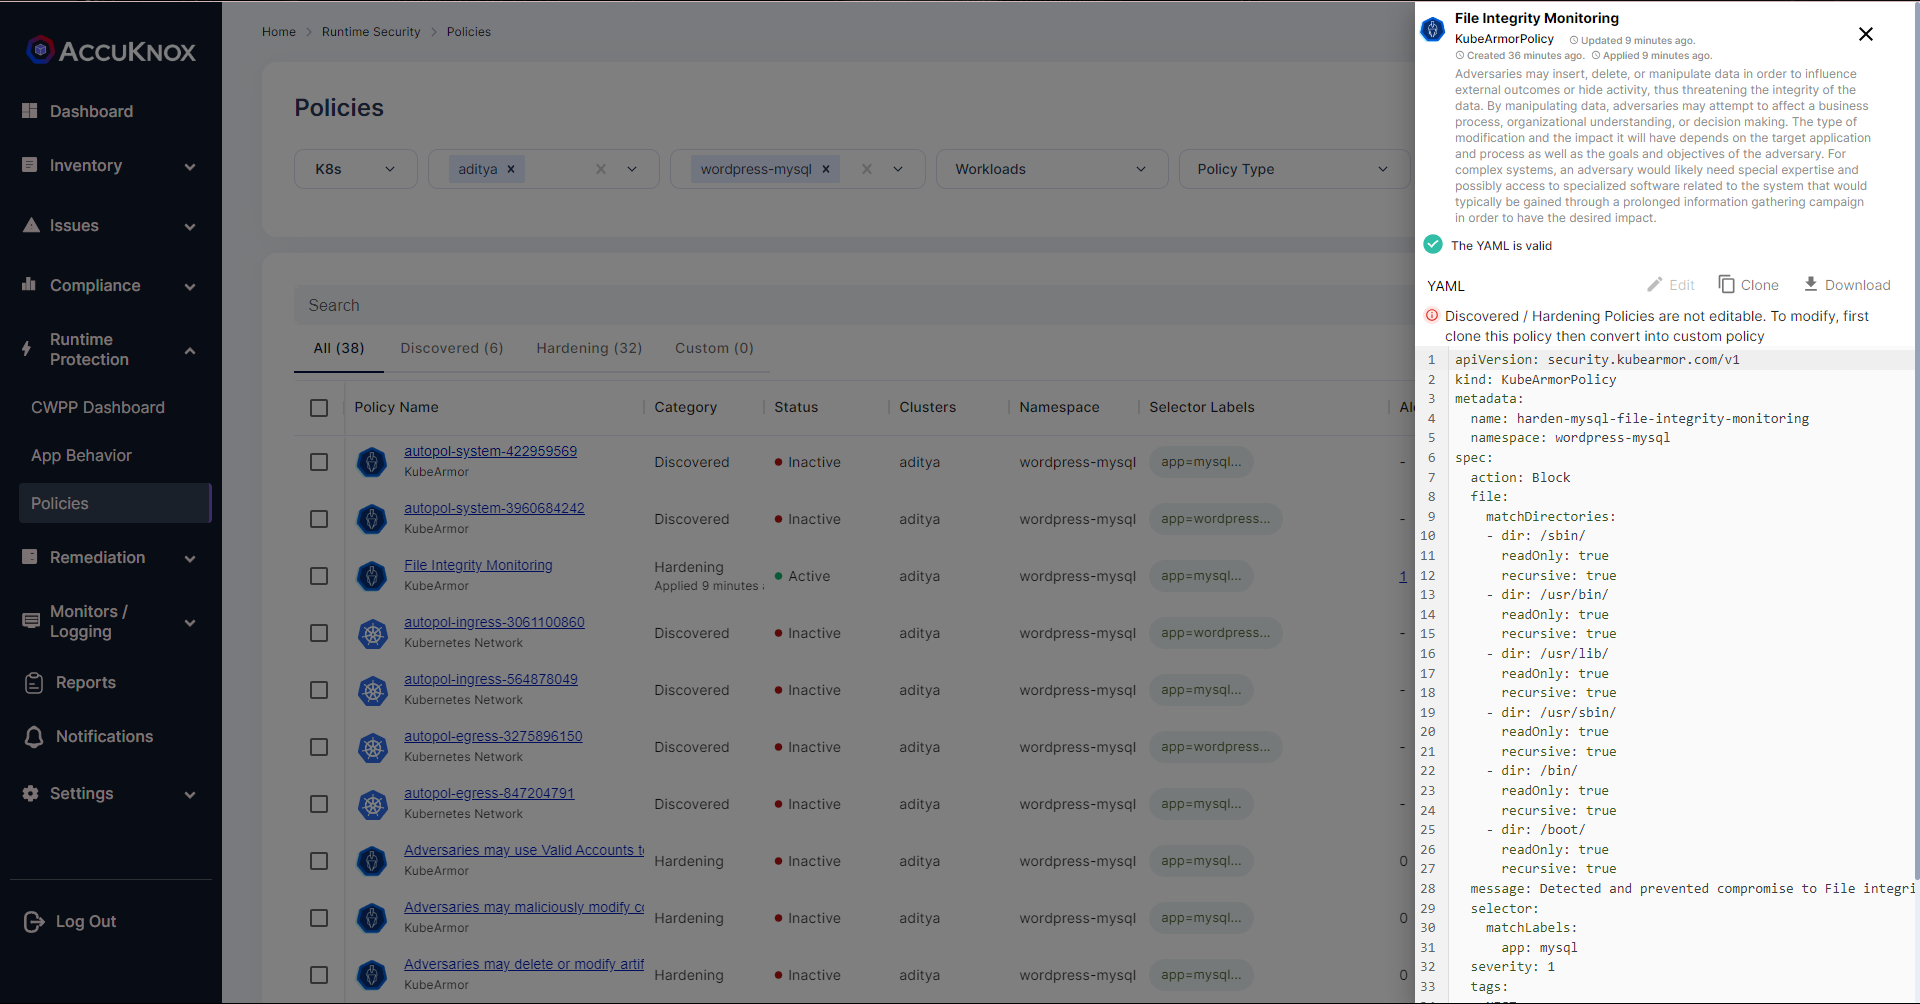 ACCUKNOX
Dashboard
Inventory
Issues
Compliance
Runtime
Protection
CWPP Dashboard
App Behavior
Policies
Remediation
Monitors /
Logging
Reports
Notifications
Settings
Log Out
Home > Runtime Security > Policies
Policies
K8s
aditya ×
wordpress-mysql ×
Workloads
Policy Type
Search
All (38) Discovered (6) Hardening (32) Custom (0)
Policy Name Category Status Clusters Namespace Selector Labels
autopol-system-422959569
KubeArmor
Discovered Inactive aditya wordpress-mysql app=mysql... -
autopol-system-3960684242
KubeArmor
Discovered Inactive aditya wordpress-mysql app=wordpress... -
File Integrity Monitoring
KubeArmor
Hardening
Applied 9 minutes
Active aditya wordpress-mysql app=mysql... 1
autopol-ingress-3061100860
Kubernetes Network
Discovered Inactive aditya wordpress-mysql app=wordpress... -
autopol-ingress-564878049
Kubernetes Network
Discovered Inactive aditya wordpress-mysql app=mysql... -
autopol-egress-3275896150
Kubernetes Network
Discovered Inactive aditya wordpress-mysql app=wordpress... -
autopol-egress-847204791
Kubernetes Network
Discovered Inactive aditya wordpress-mysql app=mysql... -
Adversaries may use Valid Accounts
KubeArmor
Hardening Inactive aditya wordpress-mysql app=mysql... 0
Adversaries may maliciously modify
KubeArmor
Hardening Inactive aditya wordpress-mysql app=mysql... 0
Adversaries may delete or modify artif
KubeArmor
Hardening Inactive aditya wordpress-mysql app=mysql... 0
File Integrity Monitoring
KubeArmorPolicy Updated 9 minutes ago.
Created 36 minutes ago. Applied 9 minutes ago.
Adversaries may insert, delete, or manipulate data in order to influence
external outcomes or hide activity, thus threatening the integrity of the
data. By manipulating data, adversaries may attempt to affect a business
process, organizational understanding, or decision making. The type of
modification and the impact it will have depends on the target application
and process as well as the goals and objectives of the adversary. For
complex systems, an adversary would likely need special expertise and
possibly access to specialized software related to the system that would
typically be gained through a prolonged information gathering campaign
in order to have the desired impact.
The YAML is valid
YAML Edit Clone Download
Discovered / Hardening Policies are not editable. To modify, first
clone this policy then convert into custom policy
1 apiVersion: security.kubearmor.com/v1
2 kind: KubeArmorPolicy
3 metadata:
4 name: harden-mysql-file-integrity-monitoring
5 namespace: wordpress-mysql
6 spec:
7 action: Block
8 file:
9 matchDirectories:
10 - dir: /sbin/
11 readOnly: true
12 recursive: true
13 - dir: /usr/bin/
14 readOnly: true
15 recursive: true
16 - dir: /usr/lib/
17 readOnly: true
18 recursive: true
19 - dir: /usr/sbin/
20 readOnly: true
21 recursive: true
22 - dir: /bin/
23 readOnly: true
24 recursive: true
25 - dir: /boot/
26 readOnly: true
27 recursive: true
28 message: Detected and prevented compromise to File integri
29 selector:
30 matchLabels:
31 app: mysql
32 severity: 1
33 tags: